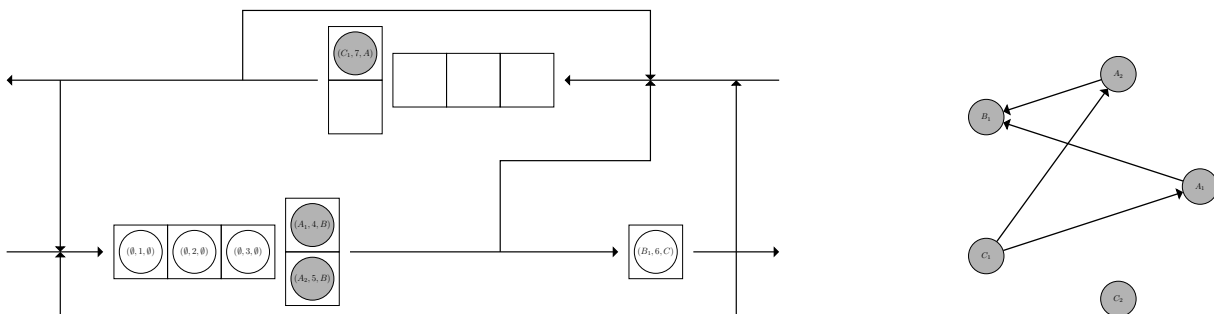 (C₁, 7, A)
(∅, 1, ∅) (∅, 2, ∅) (∅, 3, ∅) (A₁, 4, B)
(A₂, 5, B)
(B₁, 6, C)
A₂
B₁
A₁
C₁
C₂